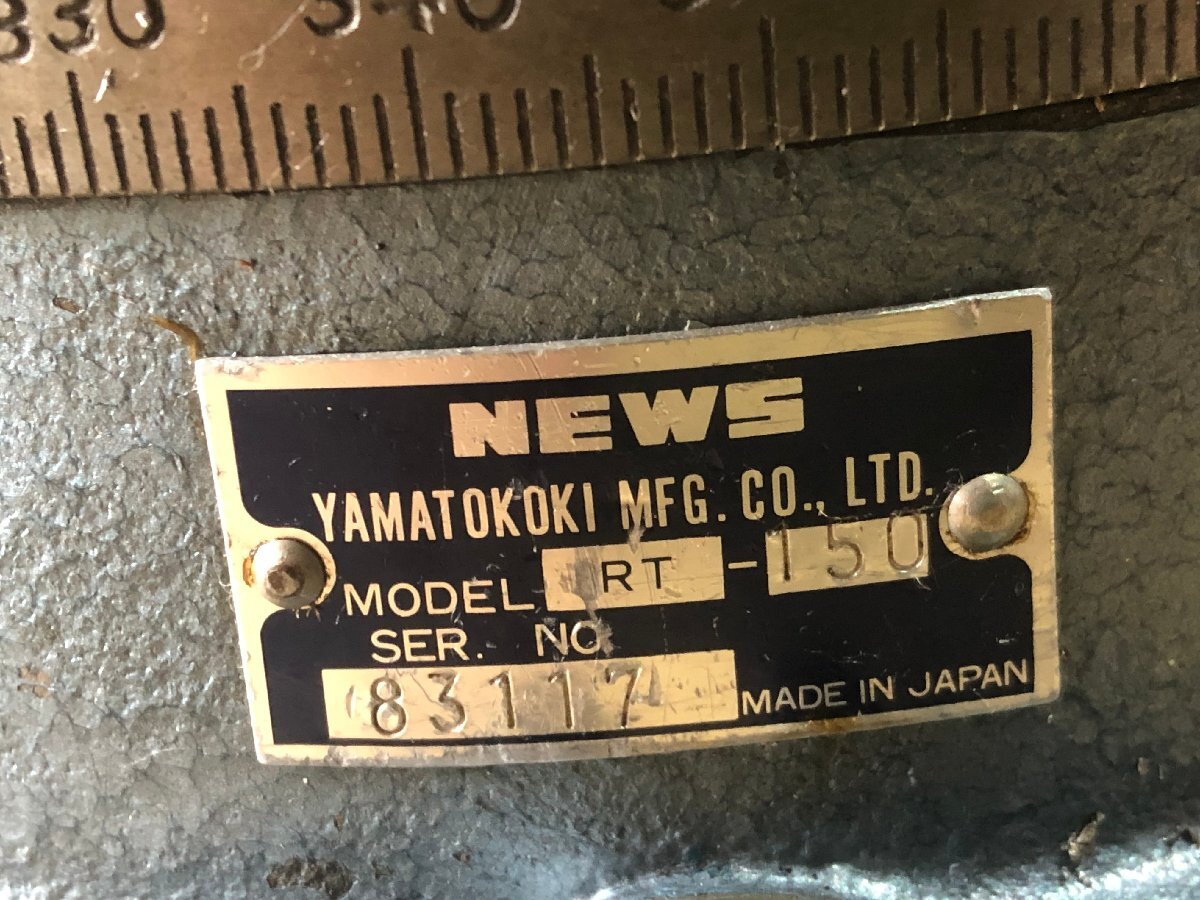 330 340
NEWS
YAMATOKOKI MFG. CO., LTD.
MODEL RT - 150
SER. NO.
83117
MADE IN JAPAN